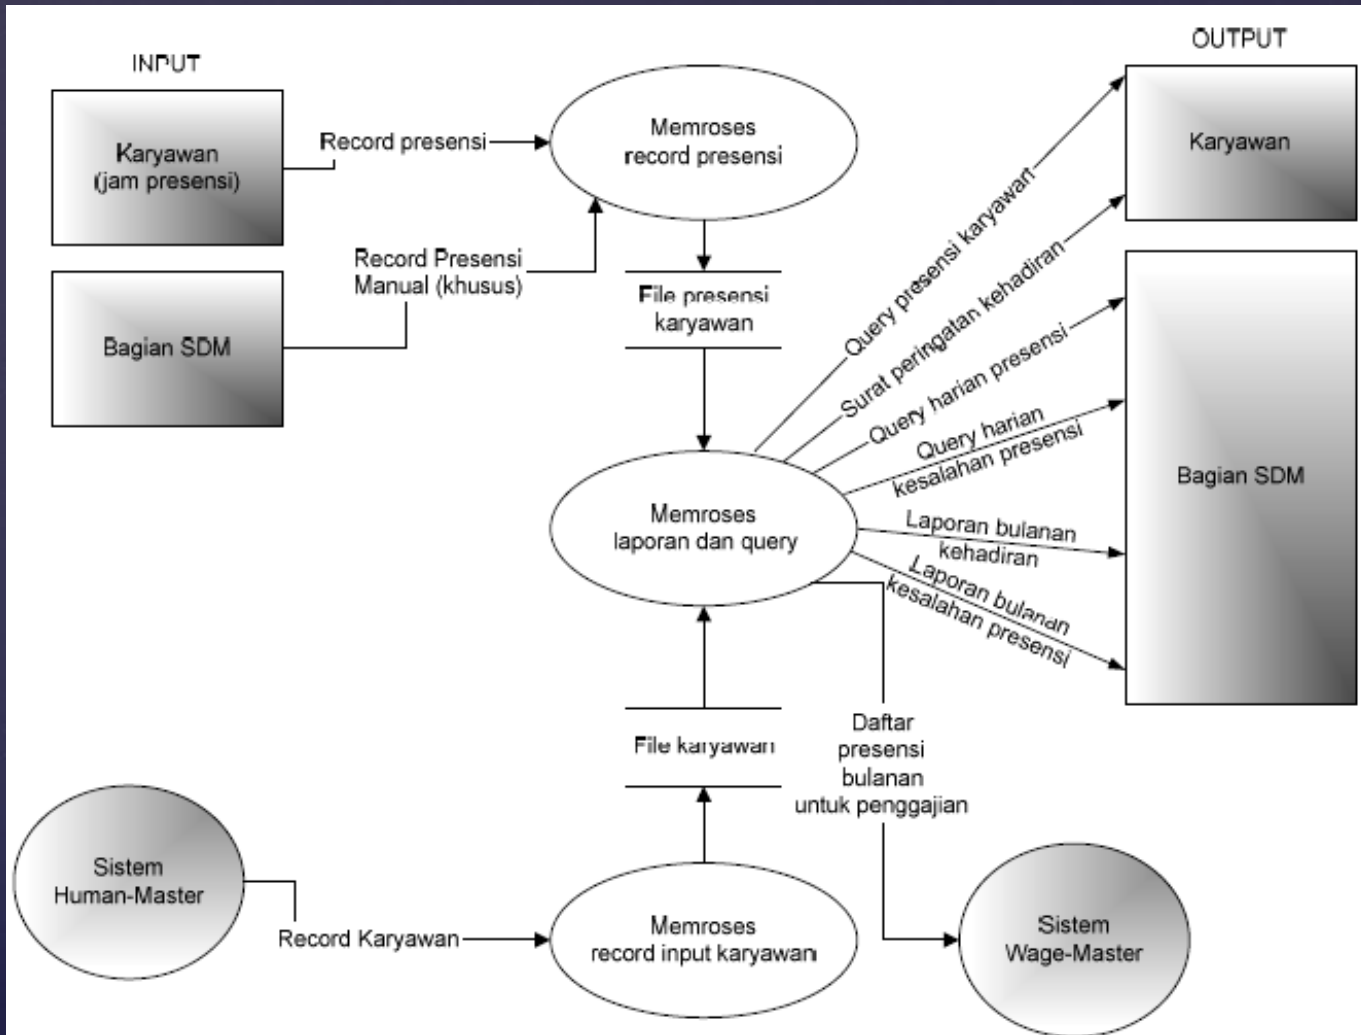 INPUT
OUTPUT
Karyawan
(jam presensi)
Record presensi
Memroses
record presensi
Karyawan
Bagian SDM
Record Presensi
Manual (khusus)
File presensi
karyawan
Query presensi karyawan
Surat peringatan kehadiran
Query harian presensi
Query harian
kesalahan presensi
Laporan bulanan
kehadiran
Laporan bulanan
kesalahan presensi
Bagian SDM
Memroses
laporan dan query
File karyawan
Daftar
presensi
bulanan
untuk penggajian
Sistem
Human-Master
Record Karyawan
Memroses
record input karyawan
Sistem
Wage-Master